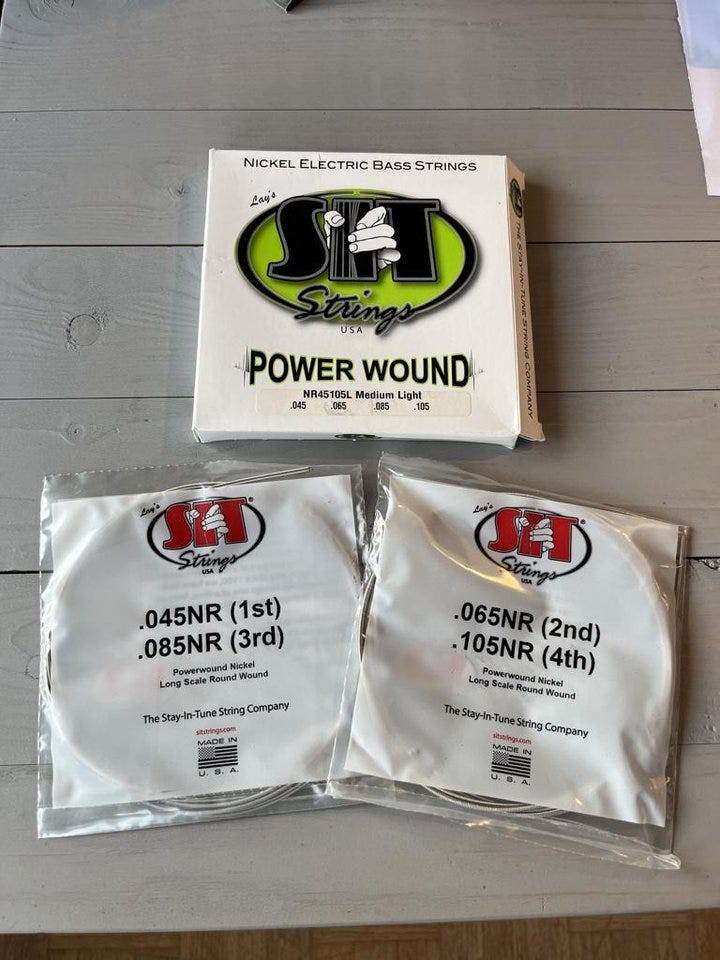 NICKEL ELECTRIC BASS STRINGS
Lay's
SIT
Strings
USA
POWER WOUND
NR45105L Medium Light
.045 .065 .085 .105
THE STAY-IN-TUNE STRING COMPANY
Lay's
SIT®
Strings
USA
.045NR (1st)
.085NR (3rd)
Powerwound Nickel
Long Scale Round Wound
The Stay-In-Tune String Company
sitstrings.com
MADE IN
U. S. A.
Lay's
SIT®
Strings
USA
.065NR (2nd)
.105NR (4th)
Powerwound Nickel
Long Scale Round Wound
The Stay-In-Tune String Company
sitstrings.com
MADE IN
U. S. A.